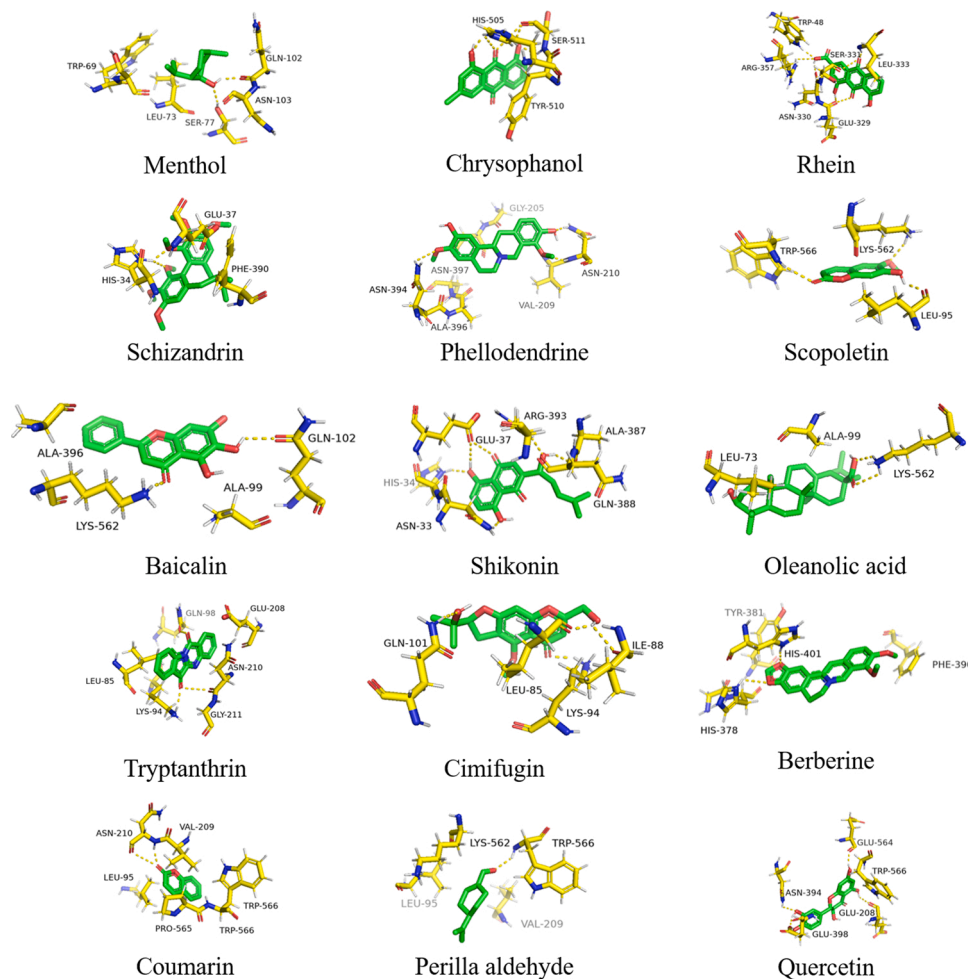 TRP-69
GLN-102
LEU-73
ASN-103
SER-77
Menthol
HIS-505
SER-511
TYR-510
Chrysophanol
TRP-48
SER-331
ARG-357
LEU-333
ASN-330
GLU-329
Rhein
GLU-37
HIS-34
PHE-390
Schizandrin
GLY-205
ASN-397
ASN-394
ASN-210
VAL-209
ALA-396
Phellodendrine
LYS-562
TRP-566
LEU-95
Scopoletin
ALA-396
GLN-102
ALA-99
LYS-562
Baicalin
ARG-393
ALA-387
GLU-37
HIS-34
GLN-388
ASN-33
Shikonin
ALA-99
LEU-73
LYS-562
Oleanolic acid
GLN-98
GLU-208
ASN-210
LEU-85
LYS-94
GLY-211
Tryptanthrin
GLN-101
ILE-88
LEU-85
LYS-94
Cimifugin
TYR-381
HIS-401
PHE-390
HIS-378
Berberine
ASN-210
VAL-209
LEU-95
TRP-566
PRO-565
TRP-566
Coumarin
LYS-562
TRP-566
LEU-95
VAL-209
Perilla aldehyde
GLU-564
TRP-566
ASN-394
GLU-208
GLU-398
Quercetin